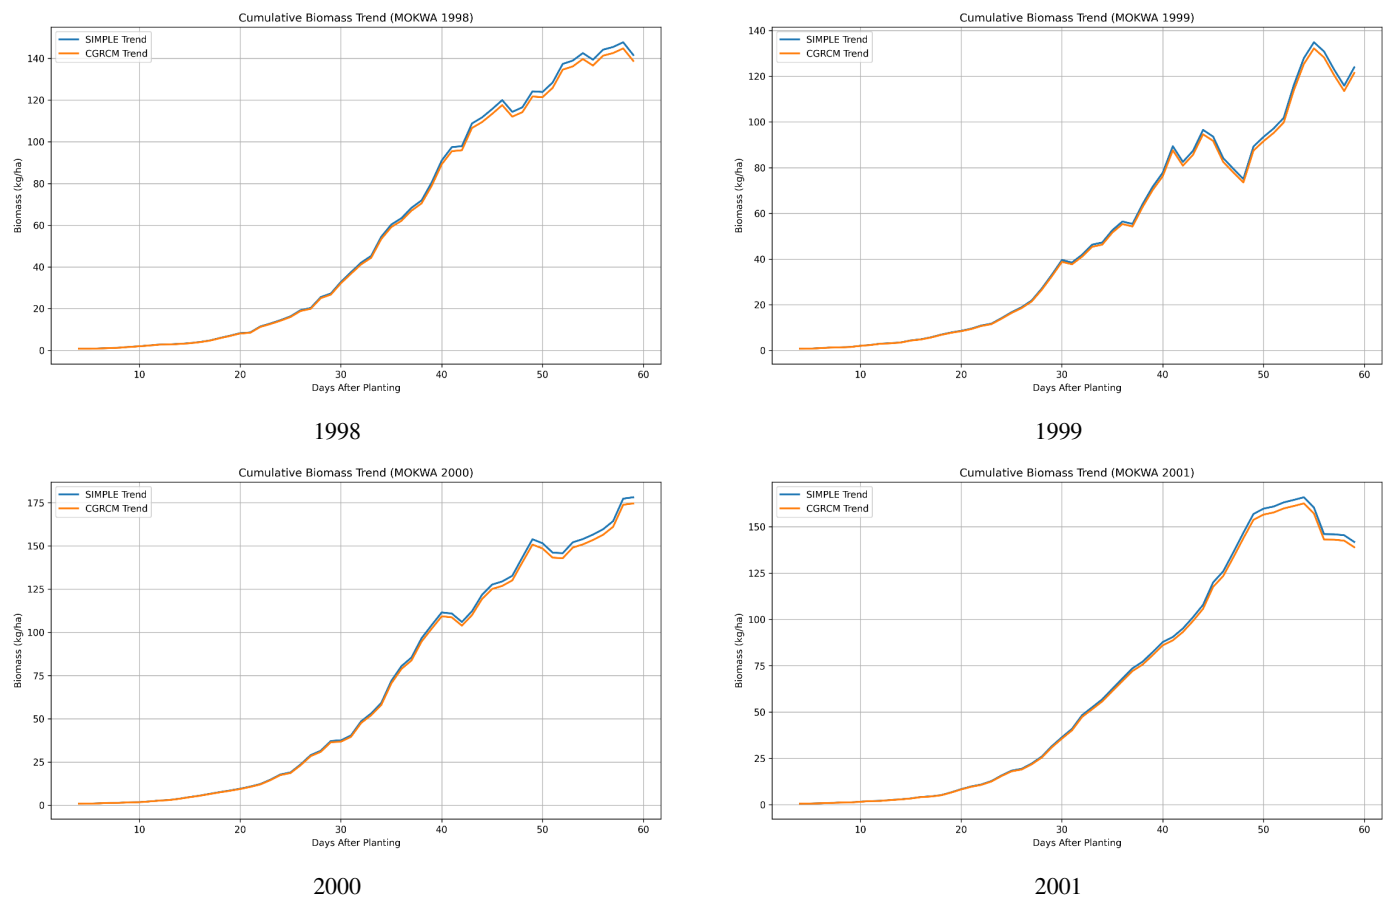 Cumulative Biomass Trend (MOKWA 1998)
SIMPLE Trend
CGRCM Trend
140
120
100
80
60
40
20
0
Biomass (kg/ha)
10 20 30 40 50 60
Days After Planting
1998
Cumulative Biomass Trend (MOKWA 1999)
SIMPLE Trend
CGRCM Trend
140
120
100
80
60
40
20
0
Biomass (kg/ha)
10 20 30 40 50 60
Days After Planting
1999
Cumulative Biomass Trend (MOKWA 2000)
SIMPLE Trend
CGRCM Trend
175
150
125
100
75
50
25
0
Biomass (kg/ha)
10 20 30 40 50 60
Days After Planting
2000
Cumulative Biomass Trend (MOKWA 2001)
SIMPLE Trend
CGRCM Trend
150
125
100
75
50
25
0
Biomass (kg/ha)
10 20 30 40 50 60
Days After Planting
2001